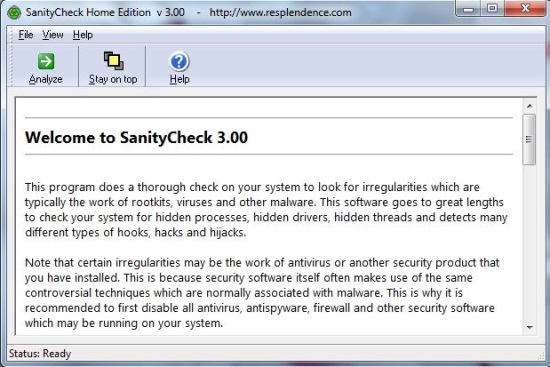 SanityCheck Home Edition v 3.00 - http://www.resplendence.com
File View Help
Analyze Stay on top Help
Welcome to SanityCheck 3.00
This program does a thorough check on your system to look for irregularities which are
typically the work of rootkits, viruses and other malware. This software goes to great lengths
to check your system for hidden processes, hidden drivers, hidden threads and detects many
different types of hooks, hacks and hijacks.
Note that certain irregularities may be the work of antivirus or another security product that
you have installed. This is because security software itself often makes use of the same
controversial techniques which are normally associated with malware. This is why it is
recommended to first disable all antivirus, antispyware, firewall and other security software
which may be running on your system.
Status: Ready